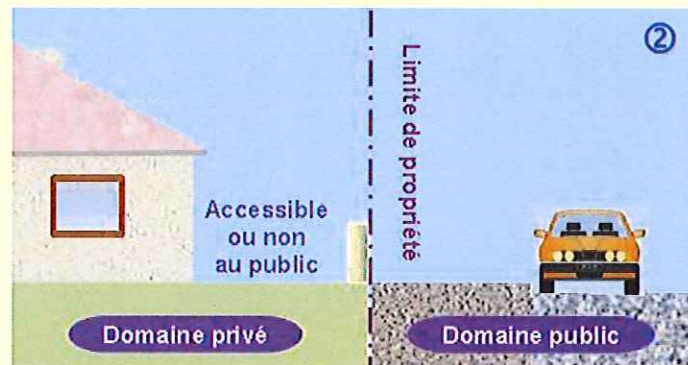 ②
Limite de propriété
Accessible
ou non
au public
Domaine privé
Domaine public